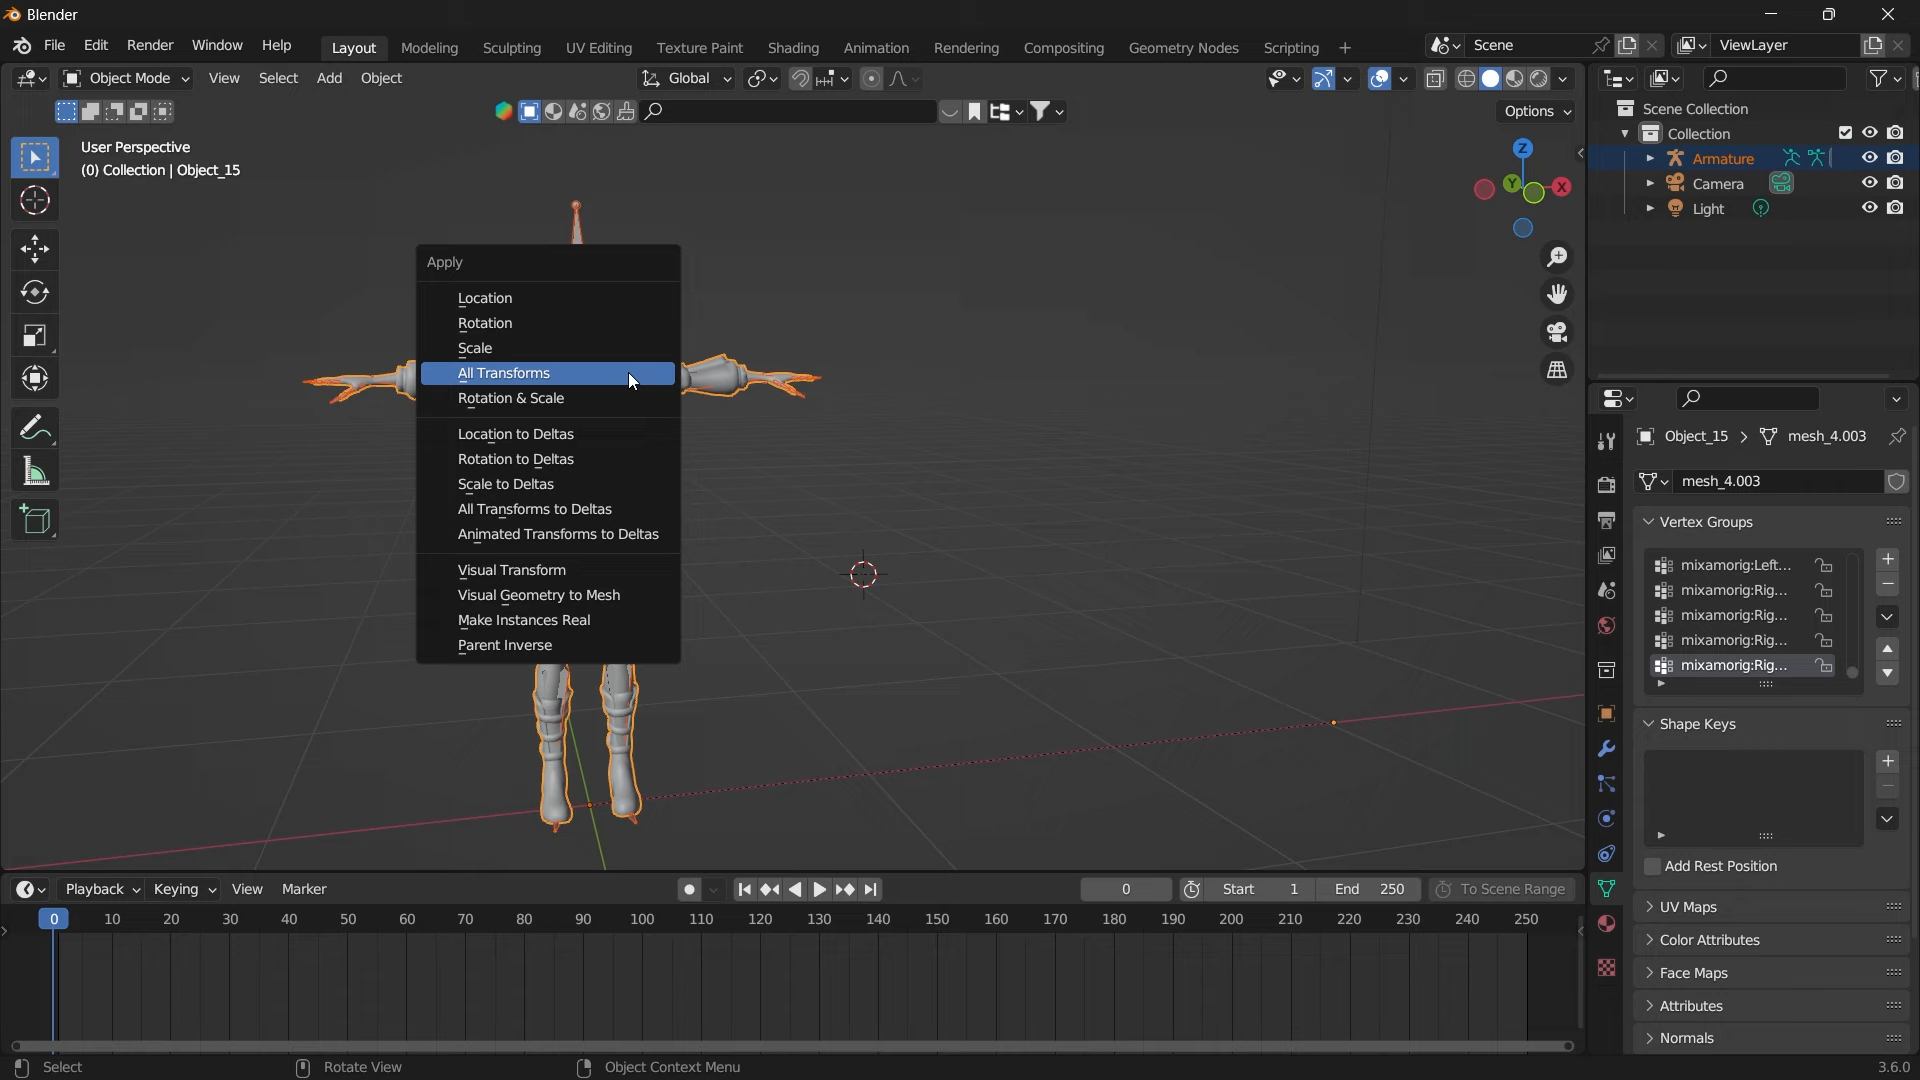 Blender
File Edit Render Window Help
Layout Modeling Sculpting UV Editing Texture Paint Shading Animation Rendering Compositing Geometry Nodes Scripting +
Scene
ViewLayer
Object Mode View Select Add Object
Global
Options
User Perspective
(0) Collection | Object_15
Z
Y
X
Apply
Location
Rotation
Scale
All Transforms
Rotation & Scale
Location to Deltas
Rotation to Deltas
Scale to Deltas
All Transforms to Deltas
Animated Transforms to Deltas
Visual Transform
Visual Geometry to Mesh
Make Instances Real
Parent Inverse
Scene Collection
Collection
Armature
Camera
Light
Object_15 > mesh_4.003
mesh_4.003
Vertex Groups
mixamorig:Left...
mixamorig:Rig...
mixamorig:Rig...
mixamorig:Rig...
mixamorig:Rig...
Shape Keys
Add Rest Position
UV Maps
Color Attributes
Face Maps
Attributes
Normals
Playback Keying View Marker
0
Start 1 End 250
To Scene Range
0 10 20 30 40 50 60 70 80 90 100 110 120 130 140 150 160 170 180 190 200 210 220 230 240 250
Select Rotate View Object Context Menu
3.6.0